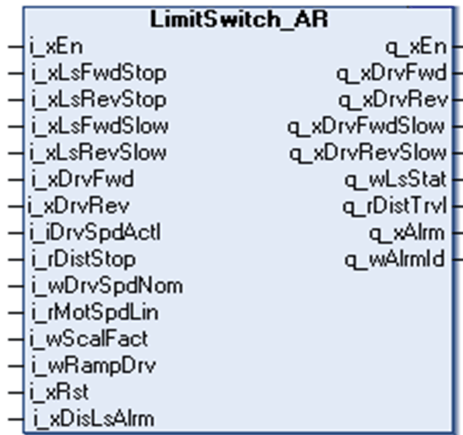 LimitSwitch_AR
i_xEn q_xEn
i_xLsFwdStop q_xDrvFwd
i_xLsRevStop q_xDrvRev
i_xLsFwdSlow q_xDrvFwdSlow
i_xLsRevSlow q_xDrvRevSlow
i_xDrvFwd q_wLsStat
i_xDrvRev q_rDistTrvl
i_iDrvSpdActl q_xAlrm
i_rDistStop q_wAlrmId
i_wDrvSpdNom
i_rMotSpdLin
i_wScalFact
i_wRampDrv
i_xRst
i_xDisLsAlrm